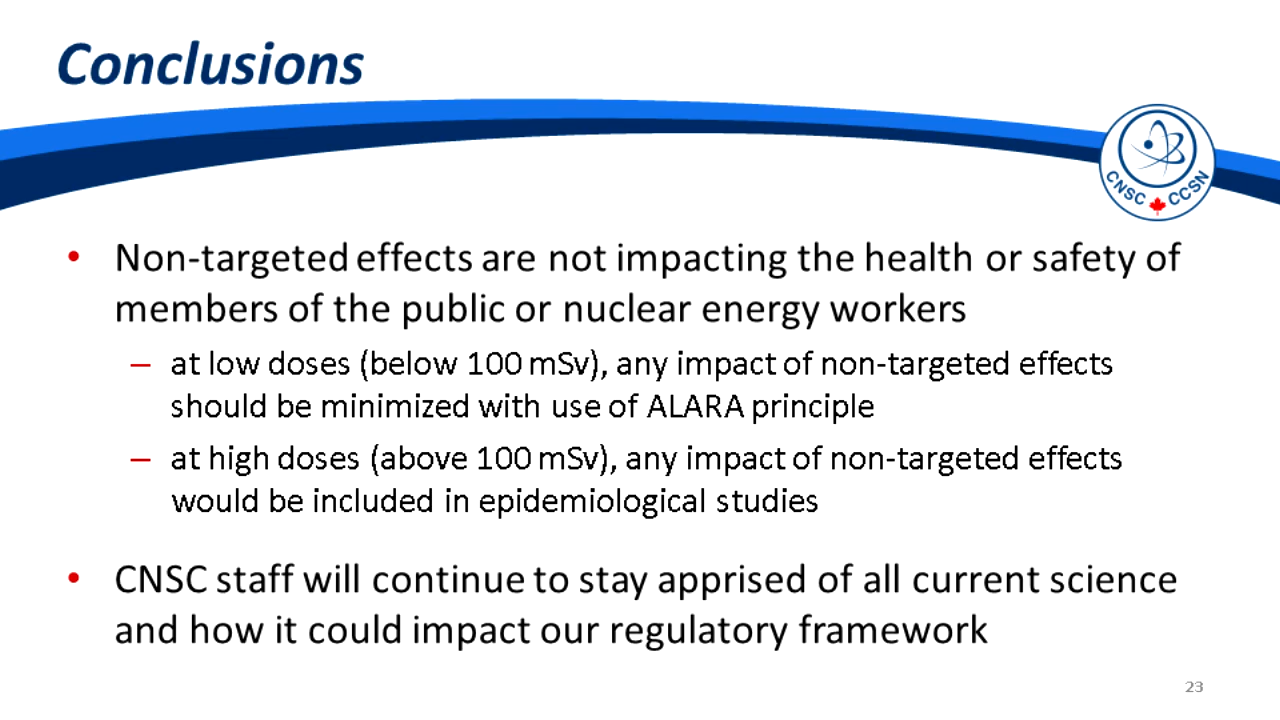 Conclusions
CNSC CCSN
• Non-targeted effects are not impacting the health or safety of
members of the public or nuclear energy workers
– at low doses (below 100 mSv), any impact of non-targeted effects
should be minimized with use of ALARA principle
– at high doses (above 100 mSv), any impact of non-targeted effects
would be included in epidemiological studies
• CNSC staff will continue to stay apprised of all current science
and how it could impact our regulatory framework
23